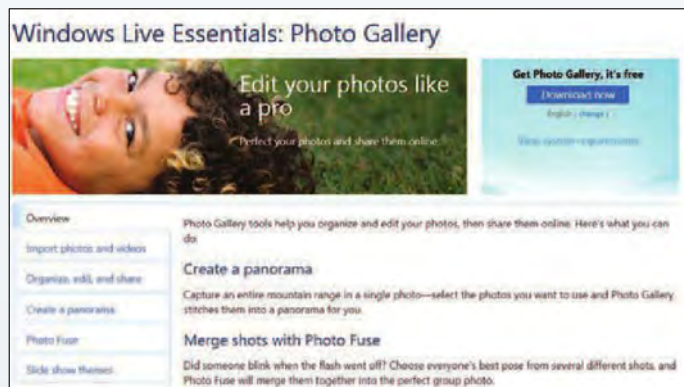 Windows Live Essentials: Photo Gallery
Edit your photos like
a pro
Perfect your photos and share them online.
Get Photo Gallery, it's free
Download now
English | change |
View system requirements
Overview
Import photos and videos
Organize, edit, and share
Create a panorama
Photo Fuse
Slide show themes
Photo Gallery tools help you organize and edit your photos, then share them online. Here's what you can
do:
Create a panorama
Capture an entire mountain range in a single photo—select the photos you want to use and Photo Gallery
stitches them into a panorama for you.
Merge shots with Photo Fuse
Did someone blink when the flash went off? Choose everyone's best pose from several different shots, and
Photo Fuse will merge them together into the perfect group photo.